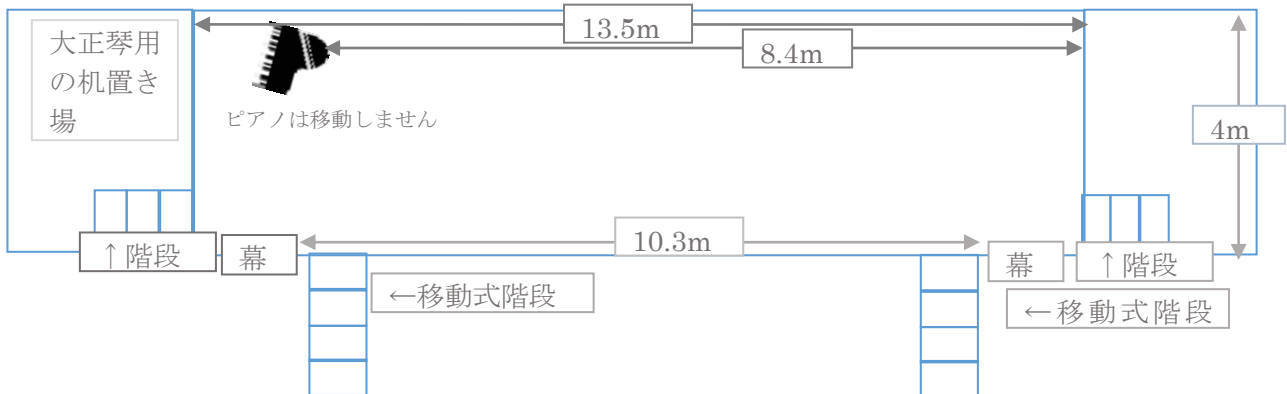 大正琴用
の机置き
場
13.5m
8.4m
ピアノは移動しません
4m
10.3m
↑階段
幕
幕
↑階段
←移動式階段
←移動式階段